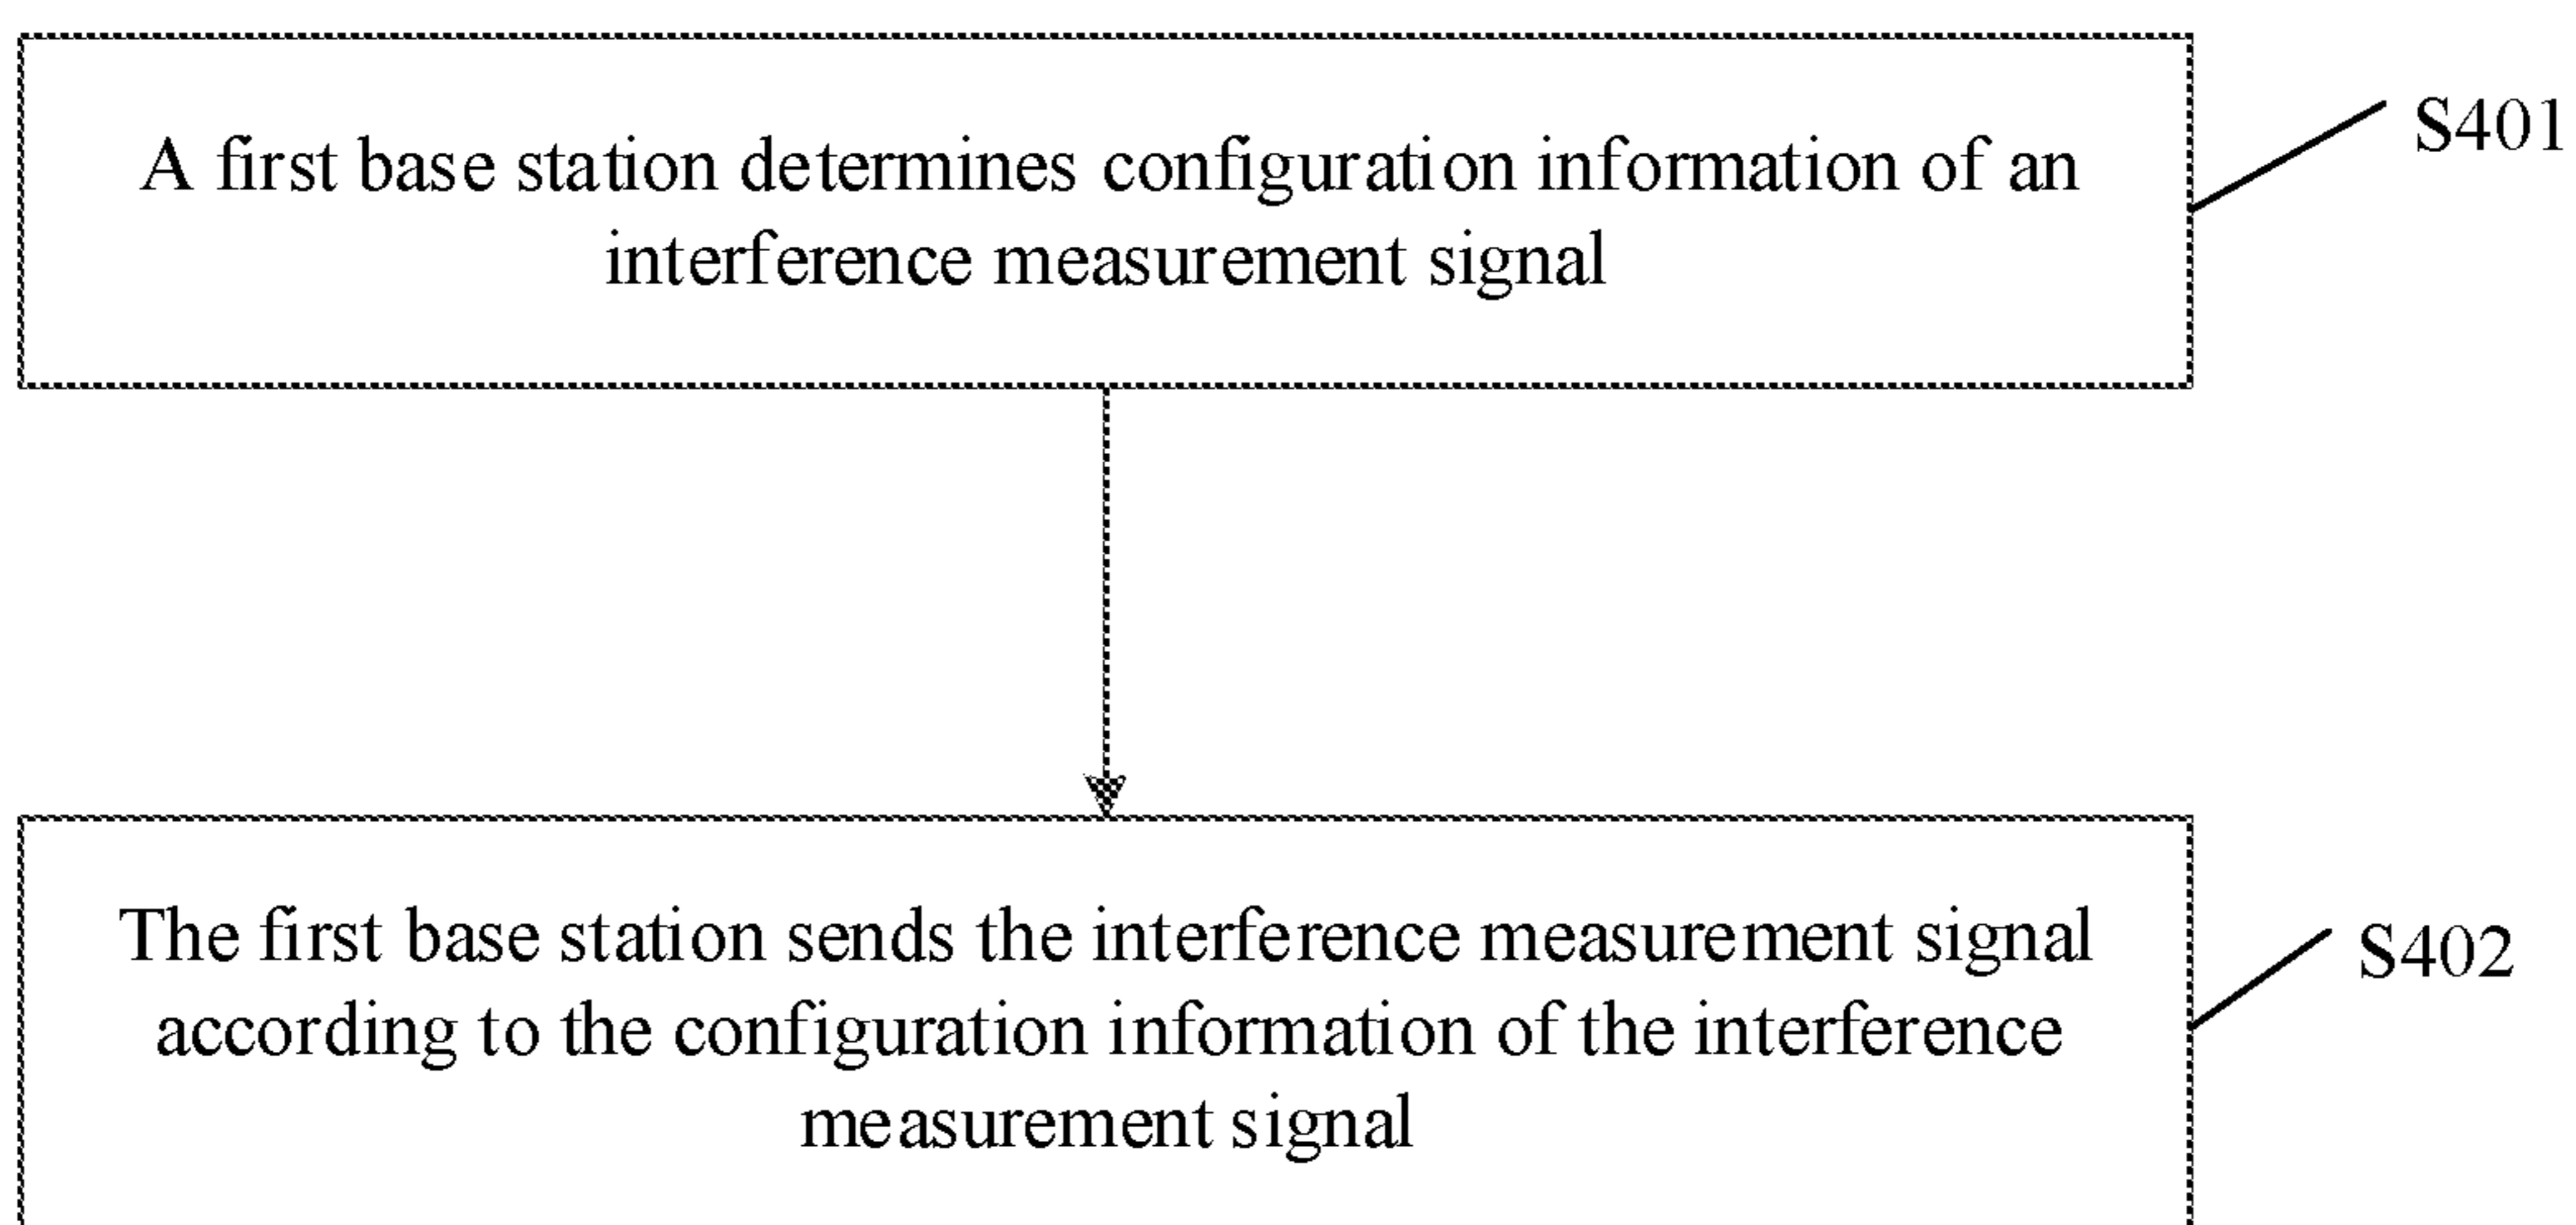 A first base station determines configuration information of an
interference measurement signal
S401
The first base station sends the interference measurement signal
according to the configuration information of the interference
measurement signal
S402